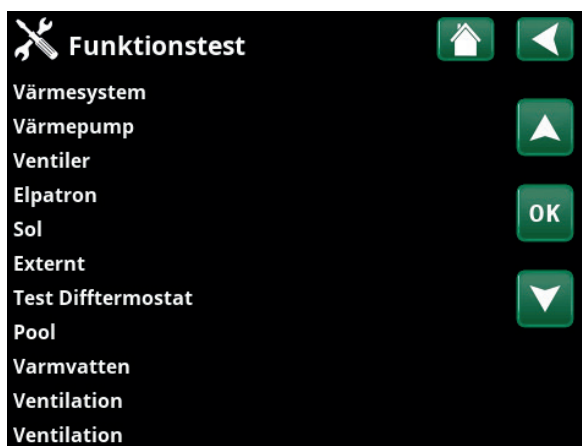 Funktionstest
Värmesystem
Värmepump
Ventiler
Elpatron
OK
Sol
Externt
Test Difftermostat
Pool
Varmvatten
Ventilation
Ventilation